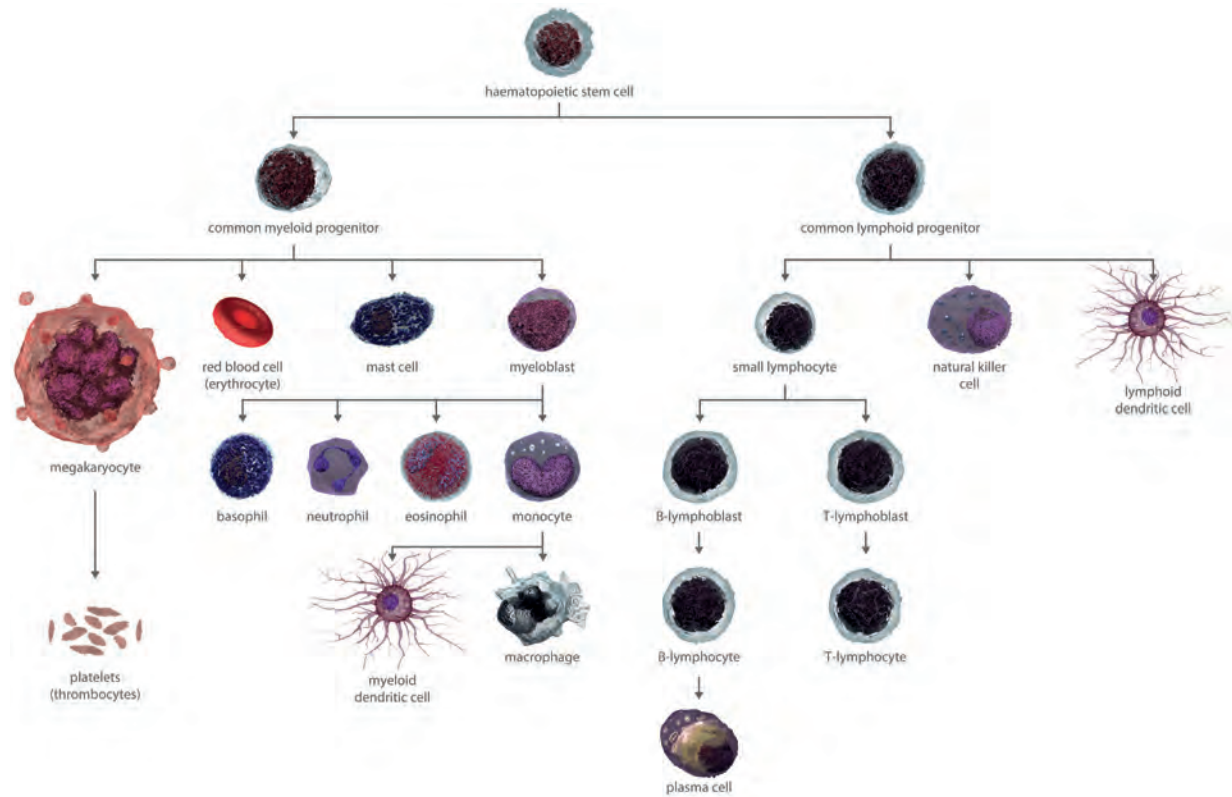 haematopoietic stem cell
common myeloid progenitor
common lymphoid progenitor
red blood cell
(erythrocyte)
mast cell
myeloblast
small lymphocyte
natural killer
cell
lymphoid
dendritic cell
megakaryocyte
basophil
neutrophil
eosinophil
monocyte
B-lymphoblast
T-lymphoblast
platelets
(thrombocytes)
myeloid
dendritic cell
macrophage
B-lymphocyte
T-lymphocyte
plasma cell